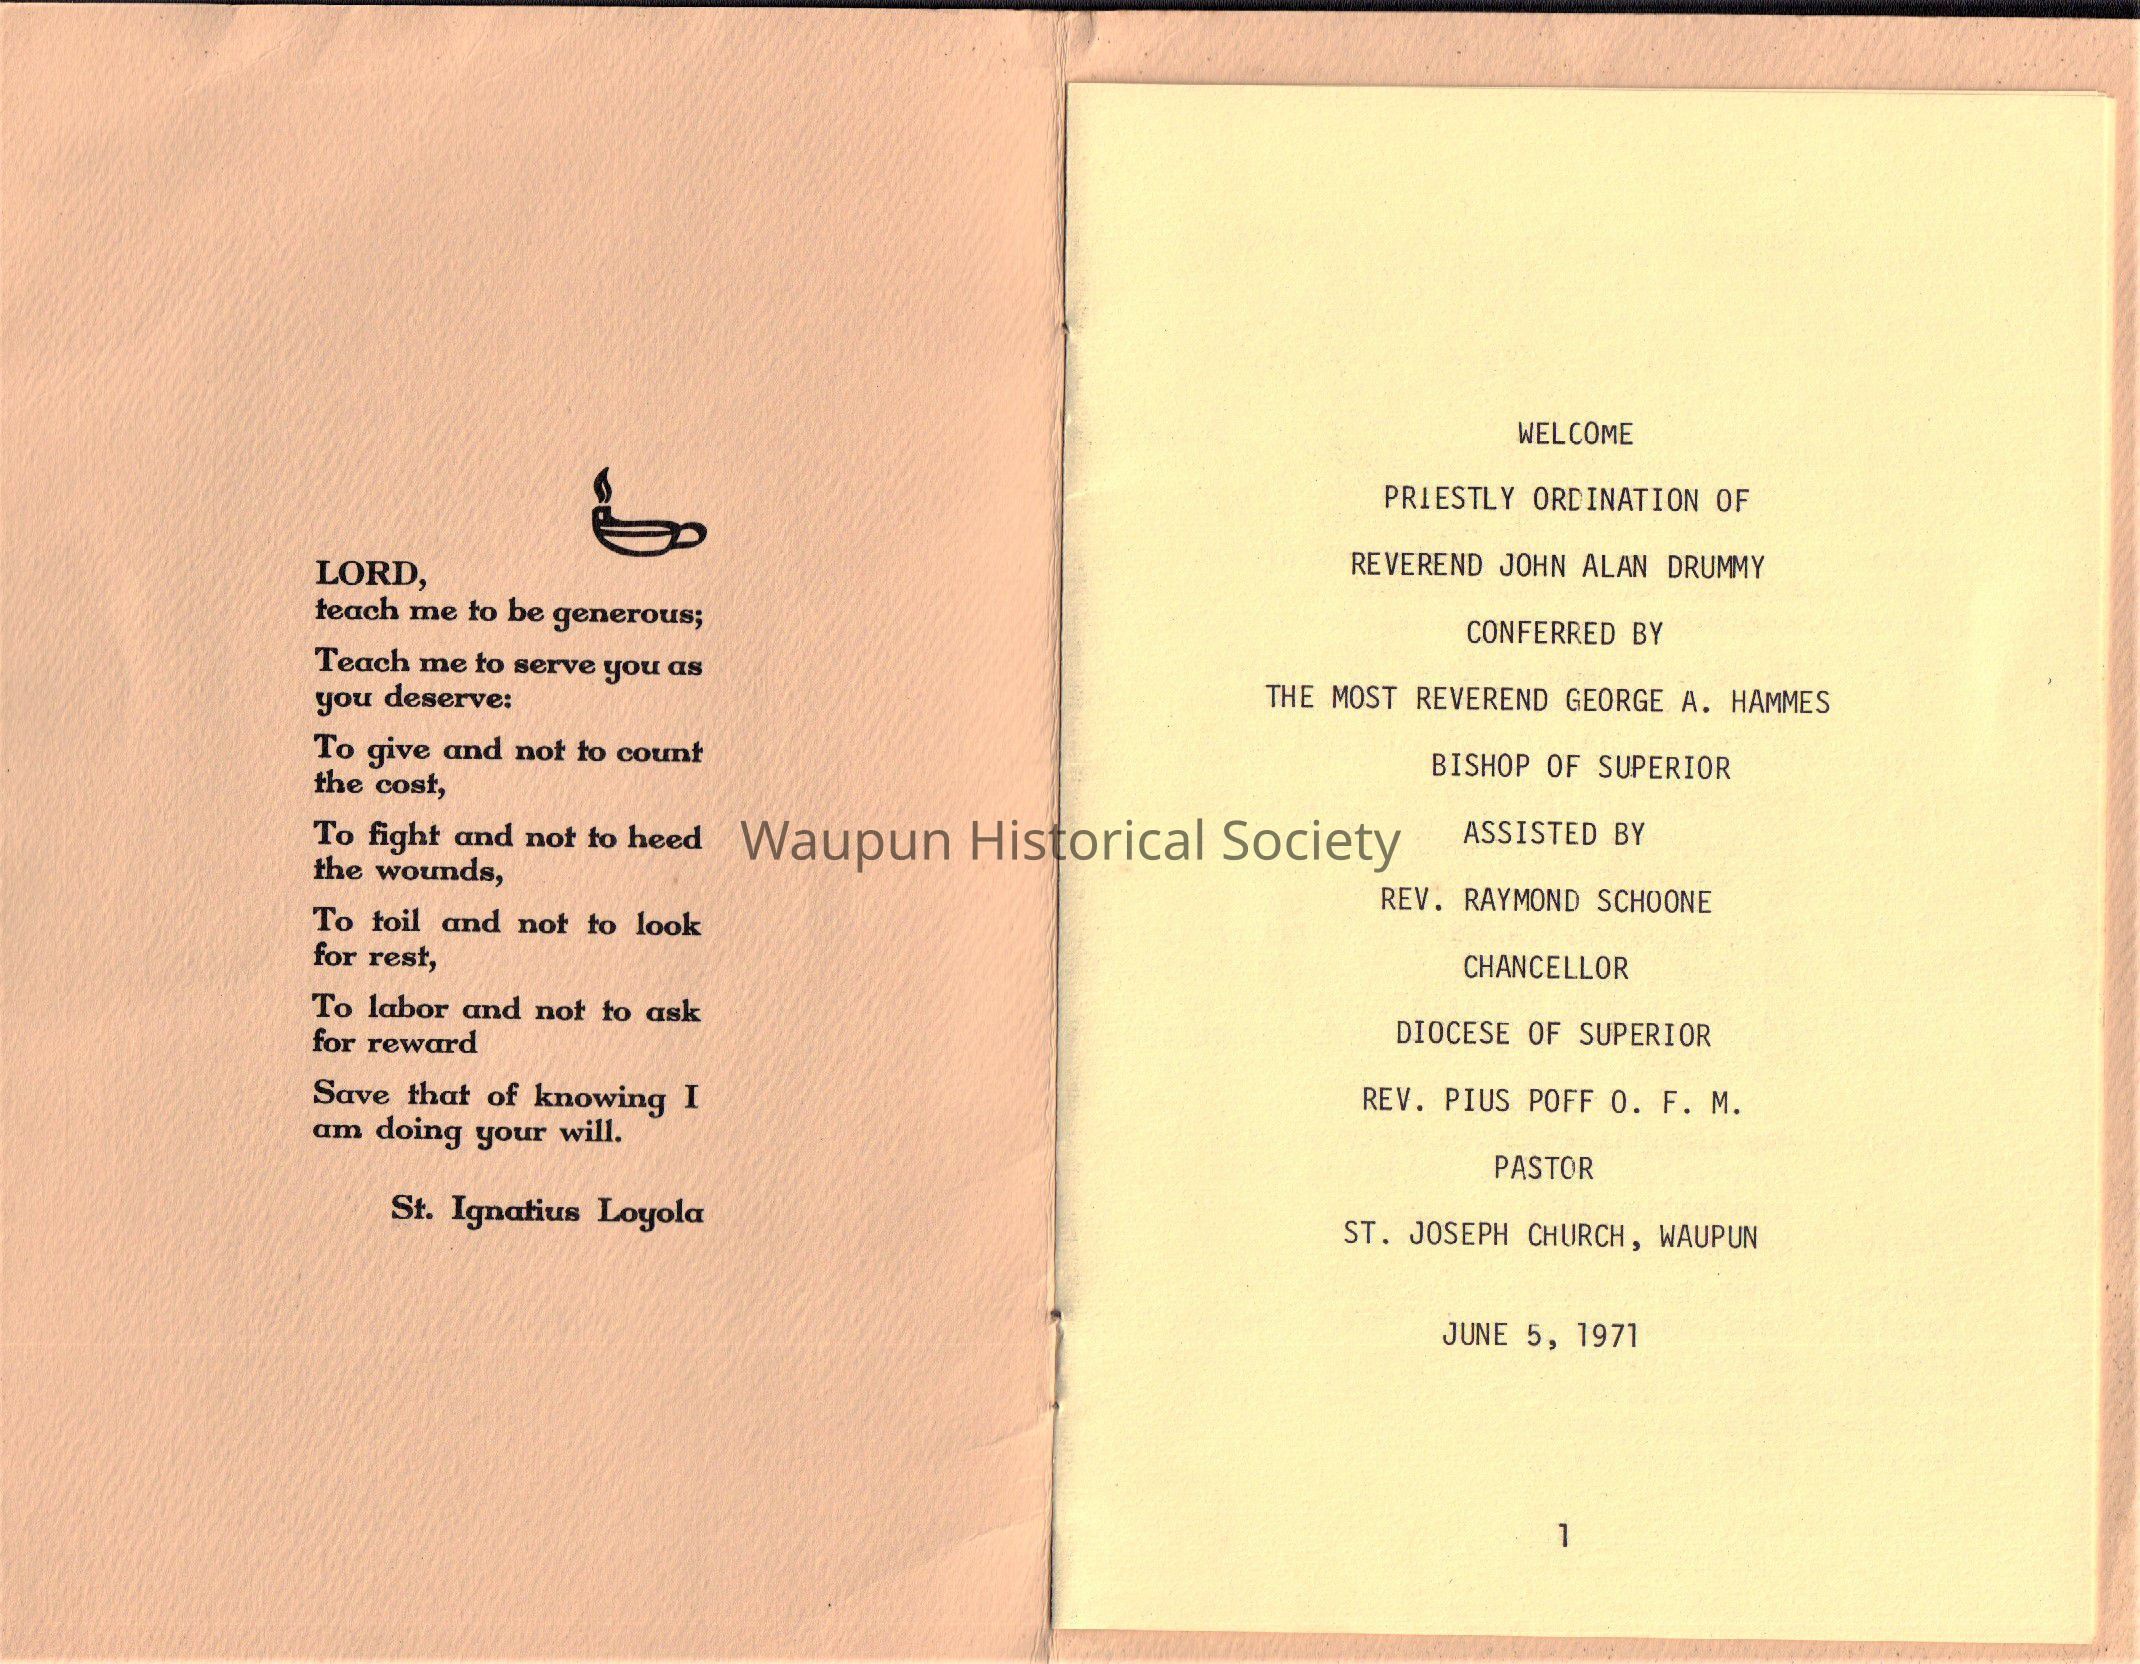 LORD,
teach me to be generous;
Teach me to serve you as
you deserve:
To give and not to count
the cost,
To fight and not to heed
the wounds,
To toil and not to look
for rest,
To labor and not to ask
for reward
Save that of knowing I
am doing your will.
St. Ignatius Loyola
Waupun Historical Society
WELCOME
PRIESTLY ORDINATION OF
REVEREND JOHN ALAN DRUMMY
CONFERRED BY
THE MOST REVEREND GEORGE A. HAMMES
BISHOP OF SUPERIOR
ASSISTED BY
REV. RAYMOND SCHOONE
CHANCELLOR
DIOCESE OF SUPERIOR
REV. PIUS POFF O. F. M.
PASTOR
ST. JOSEPH CHURCH, WAUPUN
JUNE 5, 1971
1